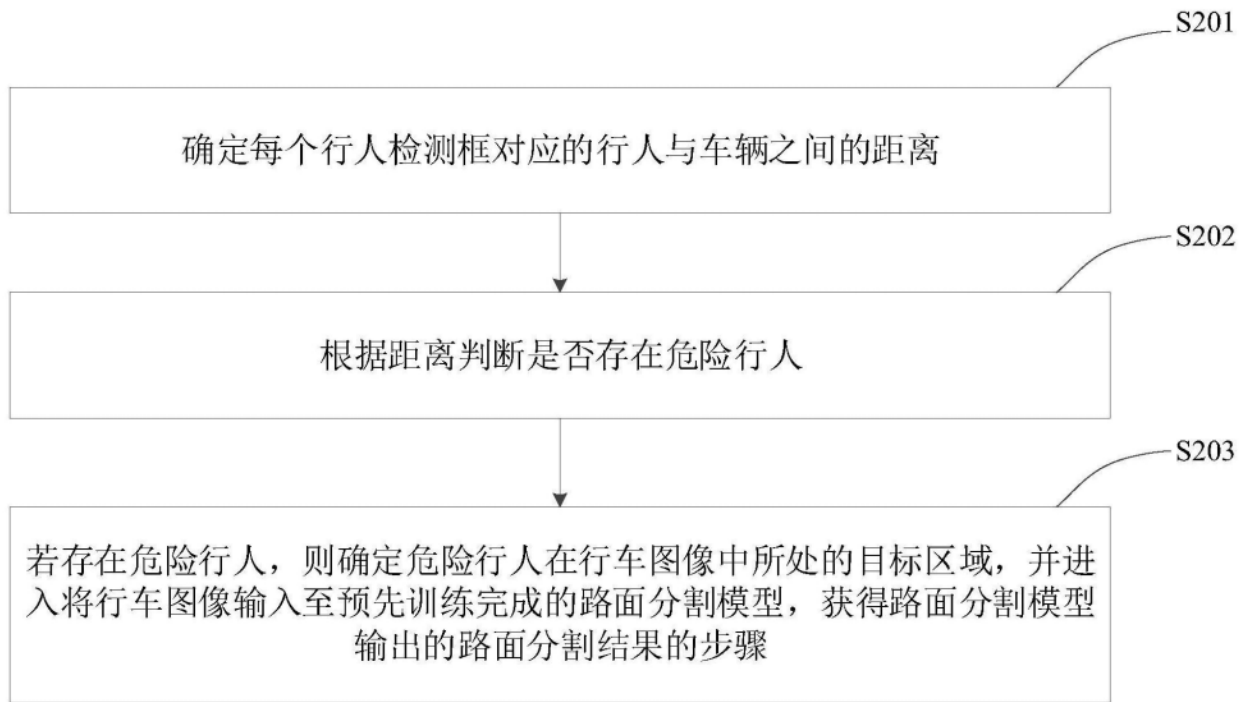 S201
确定每个行人检测框对应的行人与车辆之间的距离
S202
根据距离判断是否存在危险行人
S203
若存在危险行人，则确定危险行人在行车图像中所处的目标区域，并进
入将行车图像输入至预先训练完成的路面分割模型，获得路面分割模型
输出的路面分割结果的步骤